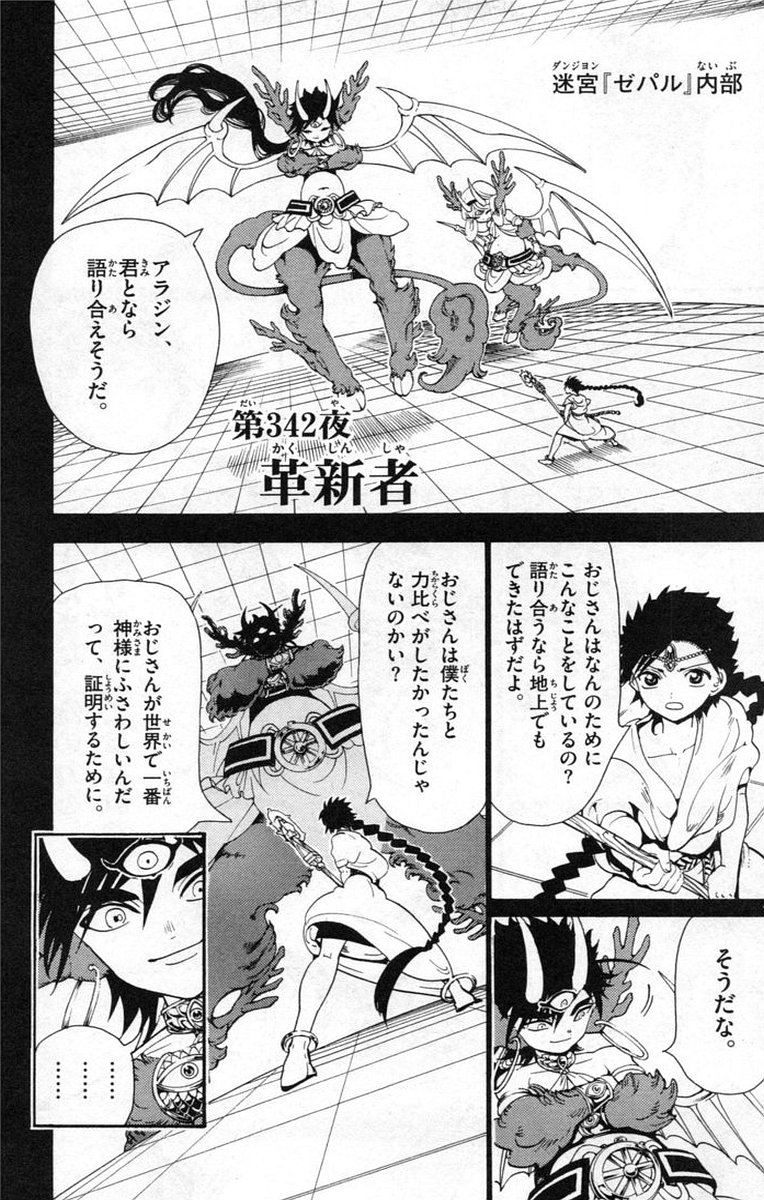 迷宮『ゼパル』内部
アラジン、
君となら
語り合えそうだ。
第342夜
革新者
おじさんはなんのために
こんなことをしているの？
語り合うなら地上でも
できたはずだよ。
おじさんは僕たちと
力比べがしたかったんじゃ
ないのかい？
おじさんが世界で一番
神様にふさわしいんだ
って、証明するために。
そうだな。
………